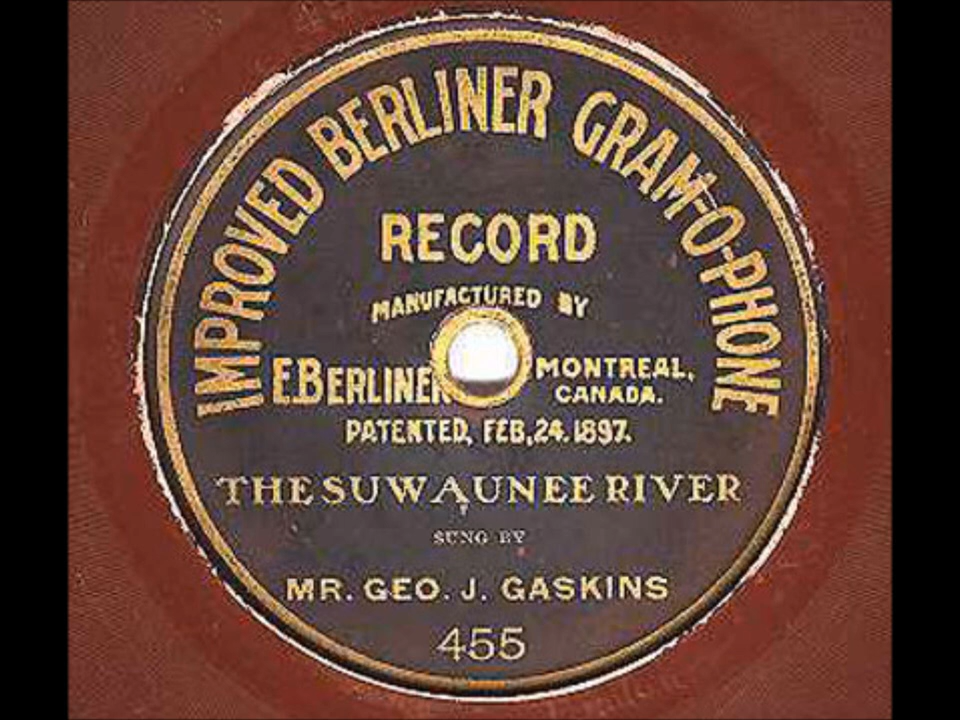 IMPROVED BERLINER GRAM-O-PHONE
RECORD
MANUFACTURED BY
E. BERLINER MONTREAL,
CANADA.
PATENTED, FEB, 24. 1897.
THE SUWAUNEE RIVER
SUNG BY
MR. GEO. J. GASKINS
455